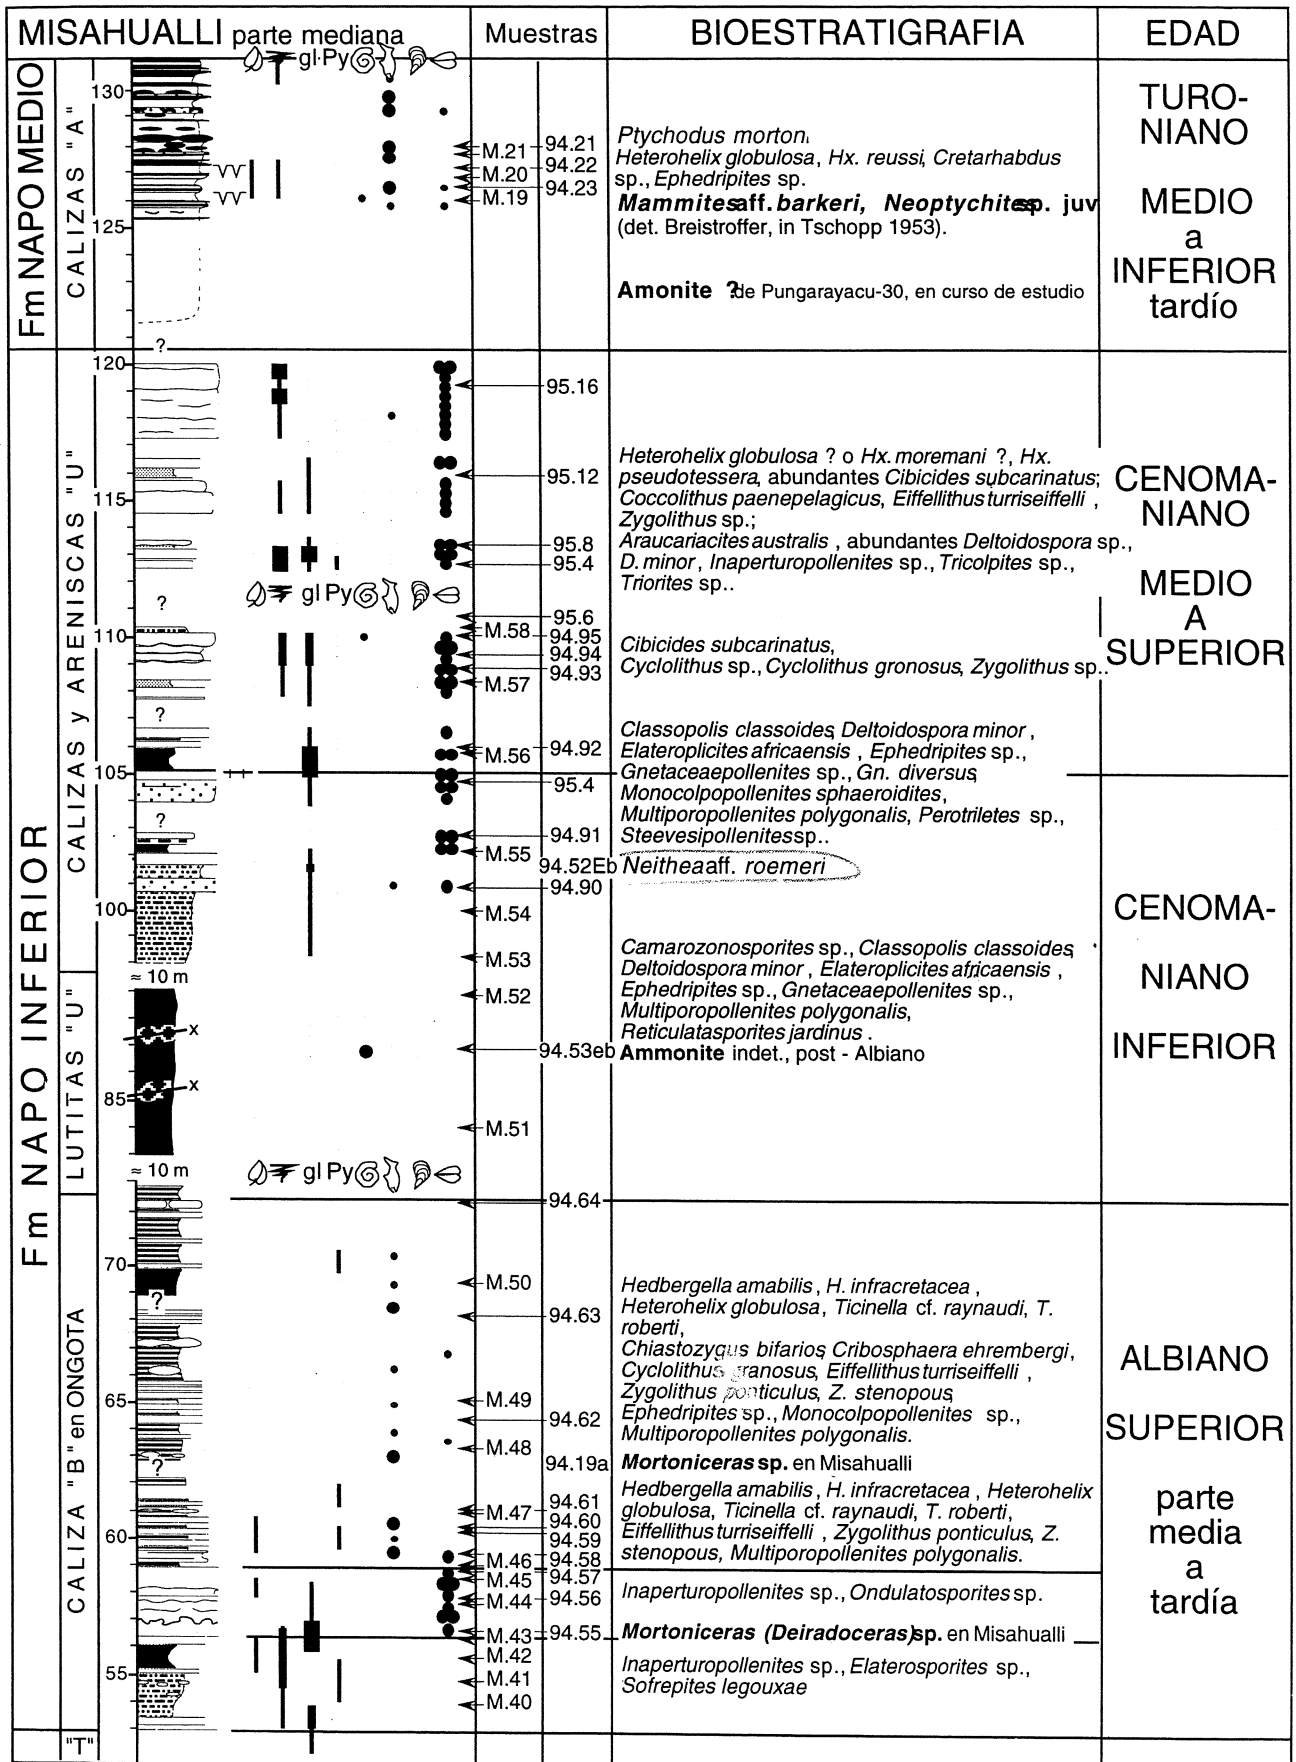 MISAHUALLI parte mediana
Muestras
BIOESTRATIGRAFIA
EDAD
gl Py
Fm NAPO MEDIO
CALIZAS "A"
130
125
M.21
M.20
M.19
94.21
94.22
94.23
Ptychodus morton
Heterohelix globulosa, Hx. reussi, Cretarhabdus
sp., Ephedripites sp.
Mammites aff. barkeri, Neoptychites sp. juv
(det. Breistroffer, in Tschopp 1953).
Amonite ? de Pungarayacu-30, en curso de estudio
TURO-
NIANO
MEDIO
a
INFERIOR
tardío
?
Fm NAPO INFERIOR
CALIZAS y ARENISCAS "U"
120
115
?
110
?
105
?
100
95.16
95.12
95.8
95.4
gl Py
95.6
M.58
94.95
94.94
94.93
M.57
94.92
M.56
95.4
94.91
M.55
94.52Eb
94.90
M.54
M.53
Heterohelix globulosa ? o Hx. moremani ?, Hx.
pseudotessera, abundantes Cibicides subcarinatus;
Coccolithus paenepelagicus, Eiffellithus turriseiffelli ,
Zygolithus sp.;
Araucariacites australis , abundantes Deltoidospora sp.,
D. minor, Inaperturopollenites sp., Tricolpites sp.,
Triorites sp..
Cibicides subcarinatus,
Cyclolithus sp., Cyclolithus gronosus, Zygolithus sp..
Classopolis classoides, Deltoidospora minor ,
Elateroplicites africaensis , Ephedripites sp.,
Gnetaceaepollenites sp., Gn. diversus,
Monocolpopollenites sphaeroidites,
Multiporopollenites polygonalis, Perotriletes sp.,
Steevesipollenites sp..
Neithea aff. roemeri
CENOMA-
NIANO
MEDIO
A
SUPERIOR
LUTITAS "U"
≈ 10 m
x
x
85
≈ 10 m
M.52
94.53eb
M.51
gl Py
Camarozonosporites sp., Classopolis classoides,
Deltoidospora minor , Elateroplicites africaensis ,
Ephedripites sp., Gnetaceaepollenites sp.,
Multiporopollenites polygonalis,
Reticulatasporites jardinus .
Ammonite indet., post - Albiano
CENOMA-
NIANO
INFERIOR
CALIZA "B" en ONGOTA
70
?
65
?
60
55
94.64
M.50
94.63
M.49
94.62
M.48
94.19a
94.61
M.47
94.60
94.59
M.46
94.58
94.57
M.45
94.56
M.44
94.55
M.43
M.42
M.41
M.40
Hedbergella amabilis , H. infracretacea ,
Heterohelix globulosa, Ticinella cf. raynaudi, T.
roberti,
Chiastozygus bifarios, Cribosphaera ehrembergi,
Cyclolithus granosus, Eiffellithus turriseiffelli ,
Zygolithus ponticulus, Z. stenopous,
Ephedripites sp., Monocolpopollenites sp.,
Multiporopollenites polygonalis.
Mortoniceras sp. en Misahualli
Hedbergella amabilis, H. infracretacea , Heterohelix
globulosa, Ticinella cf. raynaudi, T. roberti,
Eiffellithus turriseiffelli , Zygolithus ponticulus, Z.
stenopous, Multiporopollenites polygonalis.
Inaperturopollenites sp., Ondulatosporites sp.
Mortoniceras (Deiradoceras) sp. en Misahualli
Inaperturopollenites sp., Elaterosporites sp.,
Sofrepites legouxae
ALBIANO
SUPERIOR
parte
media
a
tardía
"T"